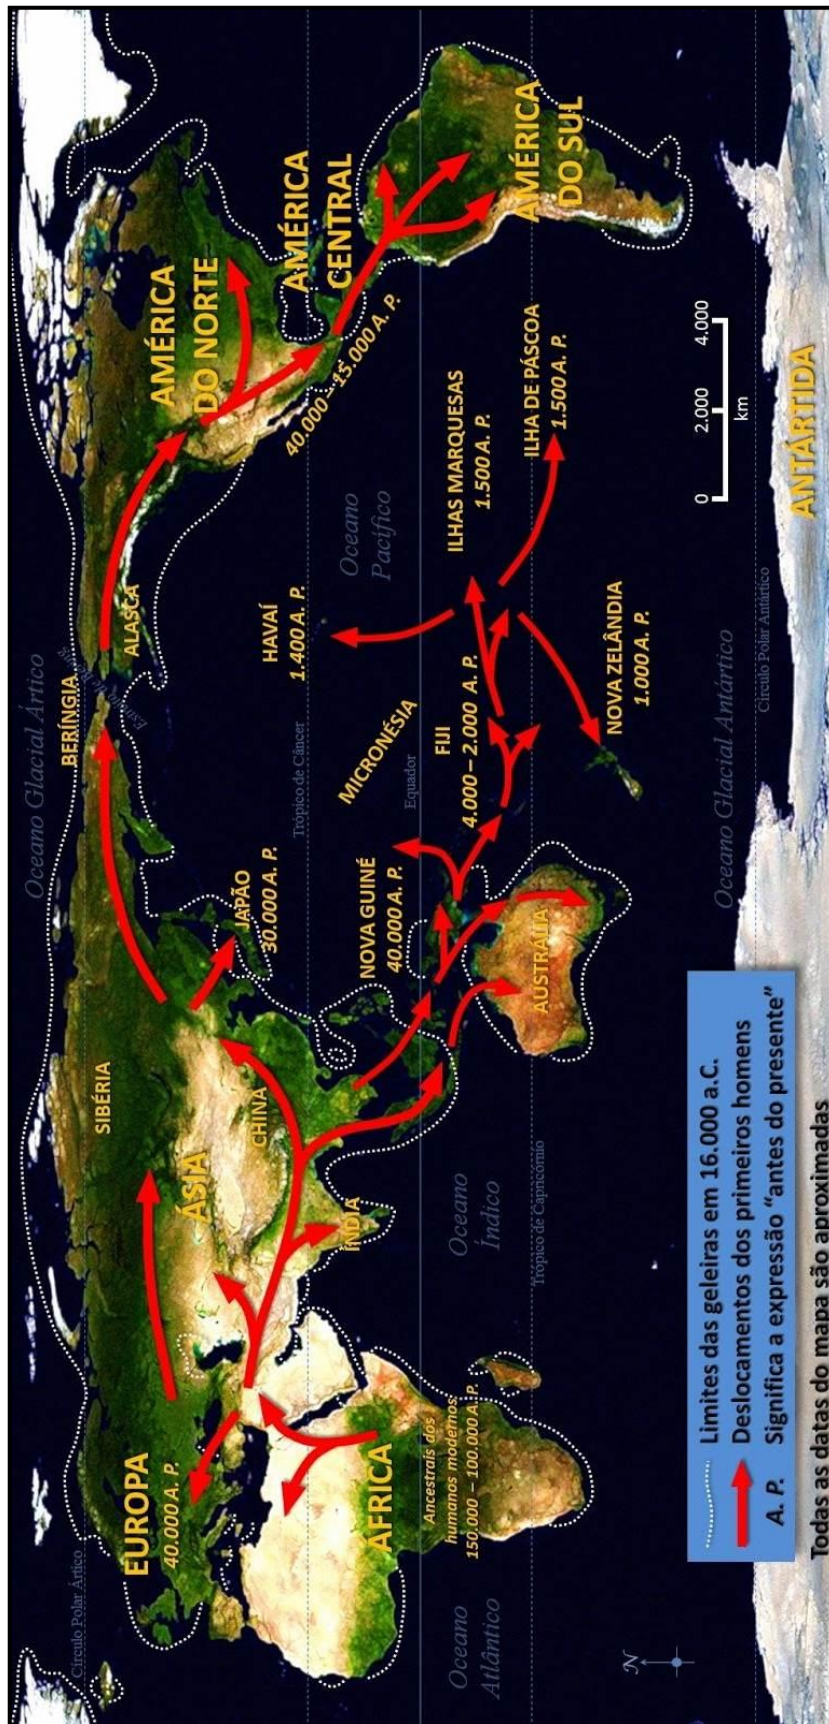 Oceano Glacial Ártico
Círculo Polar Ártico
EUROPA
40.000 A. P.
ÁSIA
SIBÉRIA
CHINA
ÍNDIA
JAPÃO
30.000 A. P.
BERÍNGIA
Estreito de Bering
ALASCA
AMÉRICA
DO NORTE
AMÉRICA
CENTRAL
40.000 – 15.000 A. P.
AMÉRICA
DO SUL
Trópico de Câncer
HAVAÍ
1.400 A. P.
Oceano
Pacífico
MICRONÉSIA
Equador
NOVA GUINÉ
40.000 A. P.
FIJI
4.000 – 2.000 A. P.
ILHAS MARQUESAS
1.500 A. P.
ILHA DE PÁSCOA
1.500 A. P.
NOVA ZELÂNDIA
1.000 A. P.
AUSTRÁLIA
ÁFRICA
Ancestrais dos
humanos modernos:
150.000 – 100.000 A.P.
Oceano
Atlântico
Oceano
Índico
Trópico de Capricórnio
N
0 2.000 4.000
km
Oceano Glacial Antártico
Círculo Polar Antártico
ANTÁRTIDA
Limites das geleiras em 16.000 a.C.
Deslocamentos dos primeiros homens
A. P. Significa a expressão “antes do presente”
Todas as datas do mapa são aproximadas